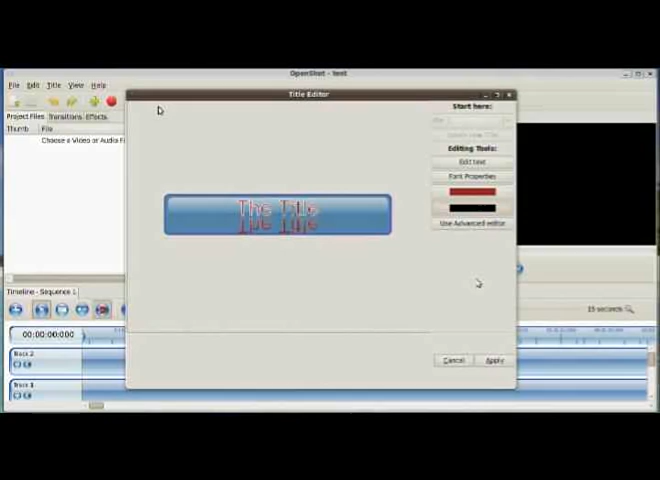 OpenShot - test
File Edit Title View Help
Title Editor
Start here:
Project Files Transitions Effects
Thumb File
Choose a Video or Audio F
Editing Tools:
Edit text
Font Properties
Use Advanced editor
The Title
Timeline - Sequence 1
15 seconds
00:00:00:000
Track 2
Track 1
Cancel Apply